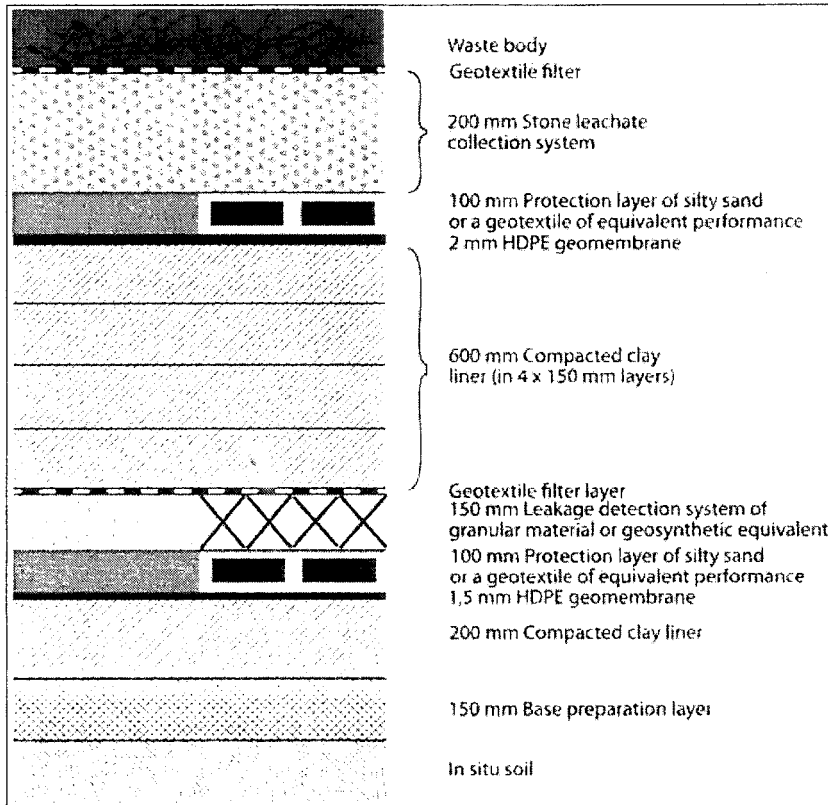 Waste body
Geotextile filter
200 mm Stone leachate
collection system
100 mm Protection layer of silty sand
or a geotextile of equivalent performance
2 mm HDPE geomembrane
600 mm Compacted clay
liner (in 4 x 150 mm layers)
Geotextile filter layer
150 mm Leakage detection system of
granular material or geosynthetic equivalent
100 mm Protection layer of silty sand
or a geotextile of equivalent performance
1,5 mm HDPE geomembrane
200 mm Compacted clay liner
150 mm Base preparation layer
In situ soil